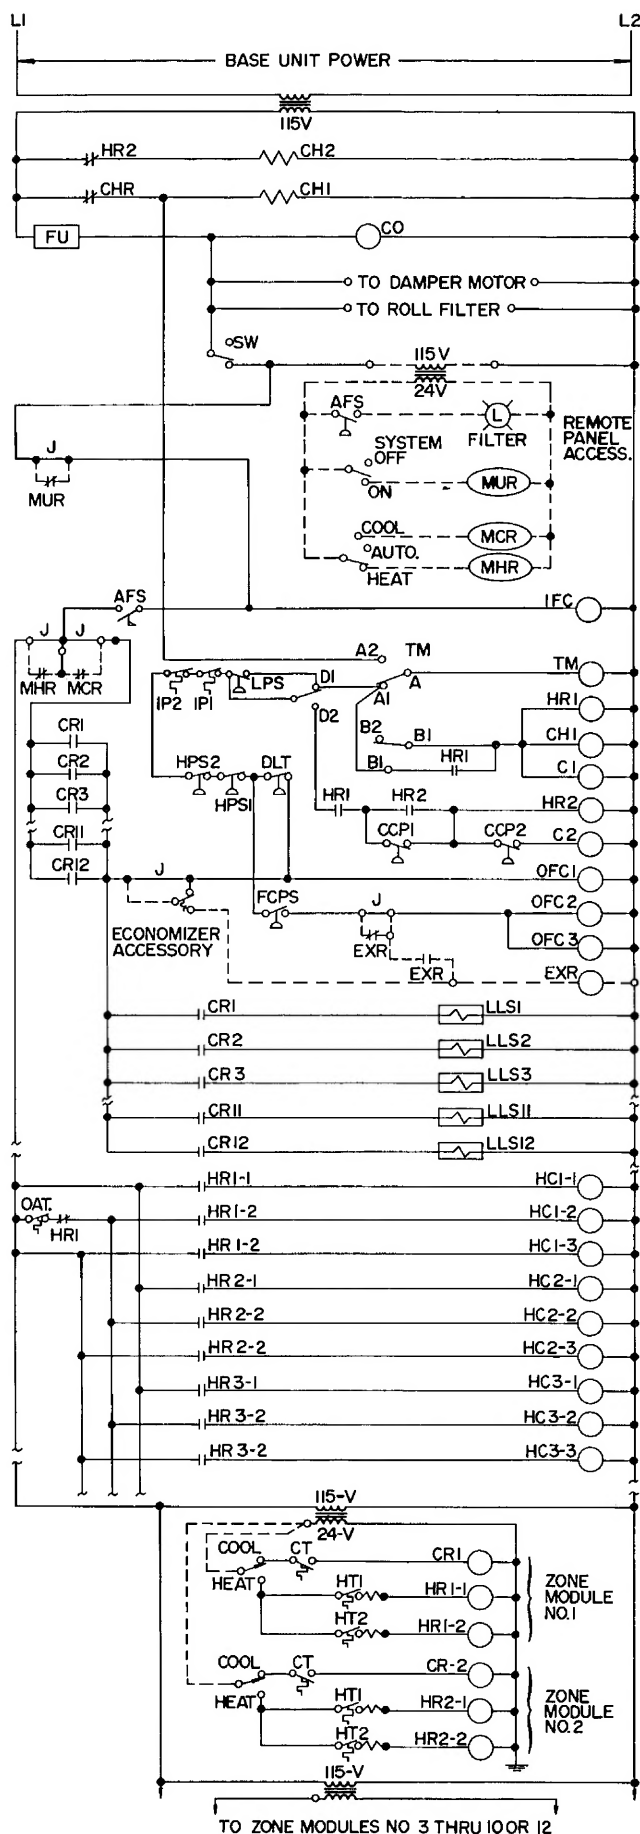 L1 L2
BASE UNIT POWER
115V
HR2 CH2
CHR CH1
FU CO
TO DAMPER MOTOR
TO ROLL FILTER
SW
115V
24V
AFS L
FILTER
REMOTE
PANEL
ACCESS.
SYSTEM
OFF
ON MUR
J
MUR
COOL MCR
AUTO.
HEAT MHR
AFS IFC
J J
MHR MCR
A2 TM
IP2 IP1 LPS D1 A1 A TM
D2
HR1
B2 B1 CH1
B1 HR1
C1
CR1
CR2
CR3
CR11
CR12
HPS2 DLT
HPS1
HR1 HR2 HR2
CCP1 CCP2 C2
J OFC1
FCPS J OFC2
ECONOMIZER
ACCESSORY
EXR OFC3
EXR EXR
CR1 LLS1
CR2 LLS2
CR3 LLS3
CR11 LLS11
CR12 LLS12
HR1-1 HC1-1
OAT.
HR1
HR1-2 HC1-2
HR1-2 HC1-3
HR2-1 HC2-1
HR2-2 HC2-2
HR2-2 HC2-3
HR3-1 HC3-1
HR3-2 HC3-2
HR3-2 HC3-3
115-V
24-V
COOL CT CR1
HEAT HT1 HR1-1
HT2 HR1-2
ZONE
MODULE
NO.1
COOL CT CR-2
HEAT HT1 HR2-1
HT2 HR2-2
ZONE
MODULE
NO.2
115-V
TO ZONE MODULES NO 3 THRU 10 OR 12